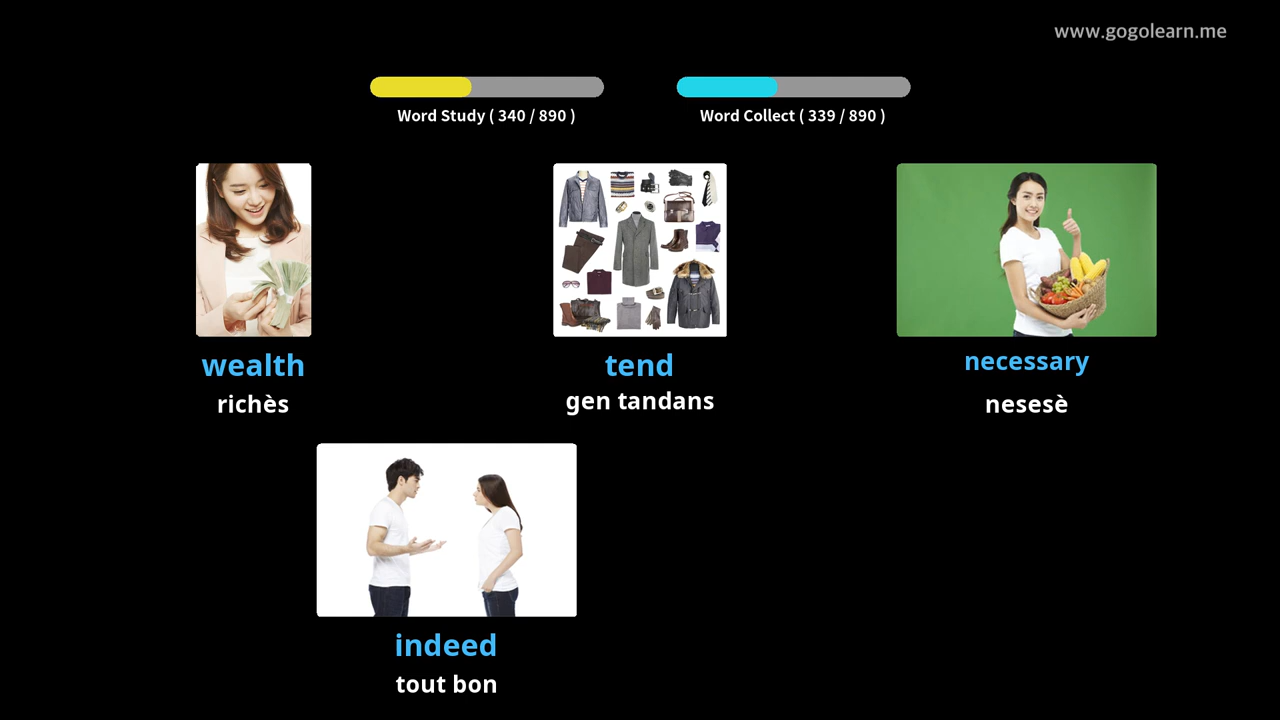 www.gogolearn.me
Word Study ( 340 / 890 )
Word Collect ( 339 / 890 )
wealth
richès
tend
gen tandans
necessary
nesesè
indeed
tout bon